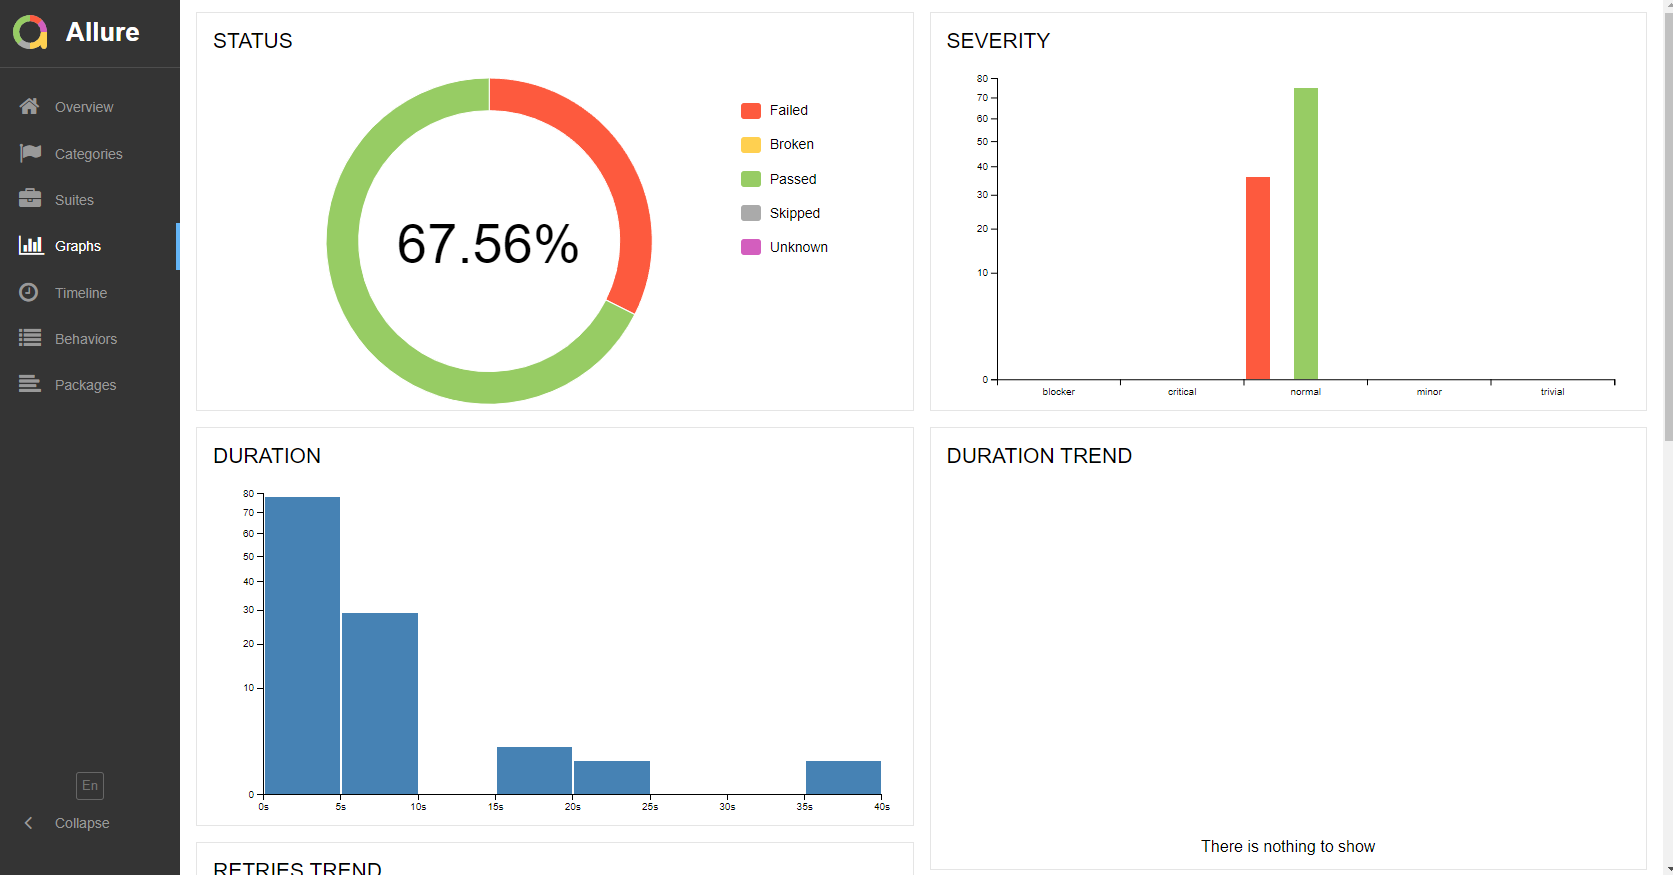 Allure
Overview
Categories
Suites
Graphs
Timeline
Behaviors
Packages
En
Collapse
STATUS
67.56%
Failed
Broken
Passed
Skipped
Unknown
SEVERITY
80
70
60
50
40
30
20
10
0
blocker critical normal minor trivial
DURATION
80
70
60
50
40
30
20
10
0
0s 5s 10s 15s 20s 25s 30s 35s 40s
DURATION TREND
There is nothing to show
RETRIES TREND